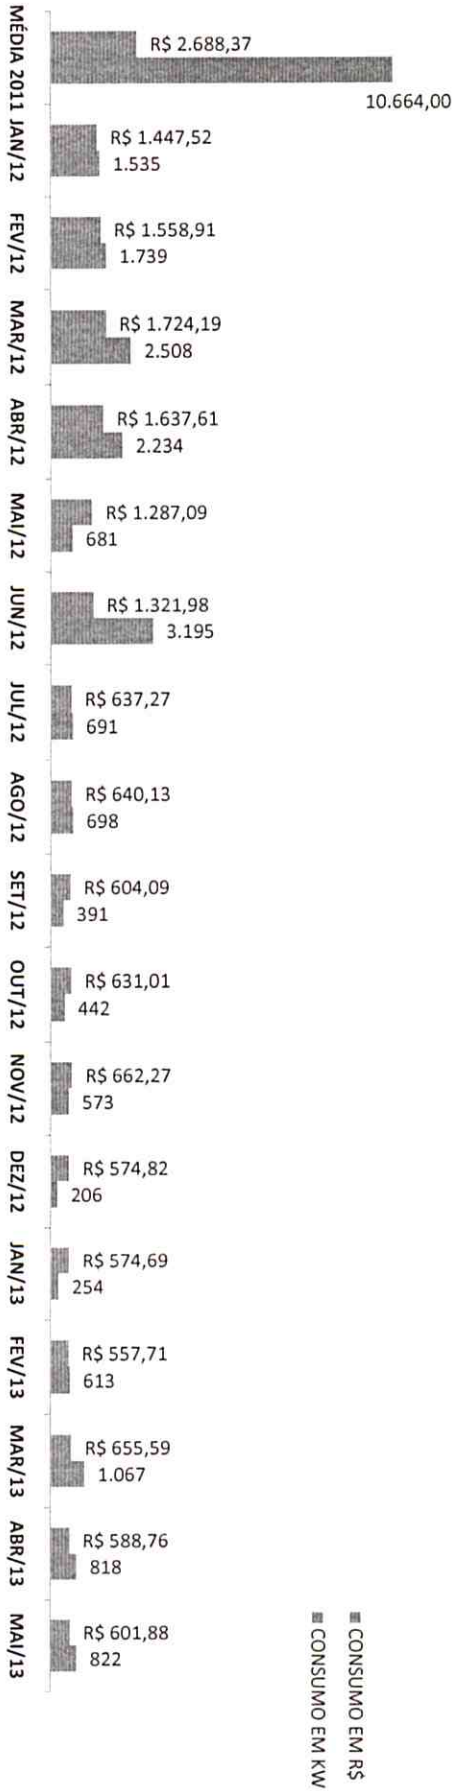 MÉDIA 2011
R$ 2.688,37
10.664,00
JAN/12
R$ 1.447,52
1.535
FEV/12
R$ 1.558,91
1.739
MAR/12
R$ 1.724,19
2.508
ABR/12
R$ 1.637,61
2.234
MAI/12
R$ 1.287,09
681
JUN/12
R$ 1.321,98
3.195
JUL/12
R$ 637,27
691
AGO/12
R$ 640,13
698
SET/12
R$ 604,09
391
OUT/12
R$ 631,01
442
NOV/12
R$ 662,27
573
DEZ/12
R$ 574,82
206
JAN/13
R$ 574,69
254
FEV/13
R$ 557,71
613
MAR/13
R$ 655,59
1.067
ABR/13
R$ 588,76
818
MAI/13
R$ 601,88
822
CONSUMO EM R$
CONSUMO EM KW